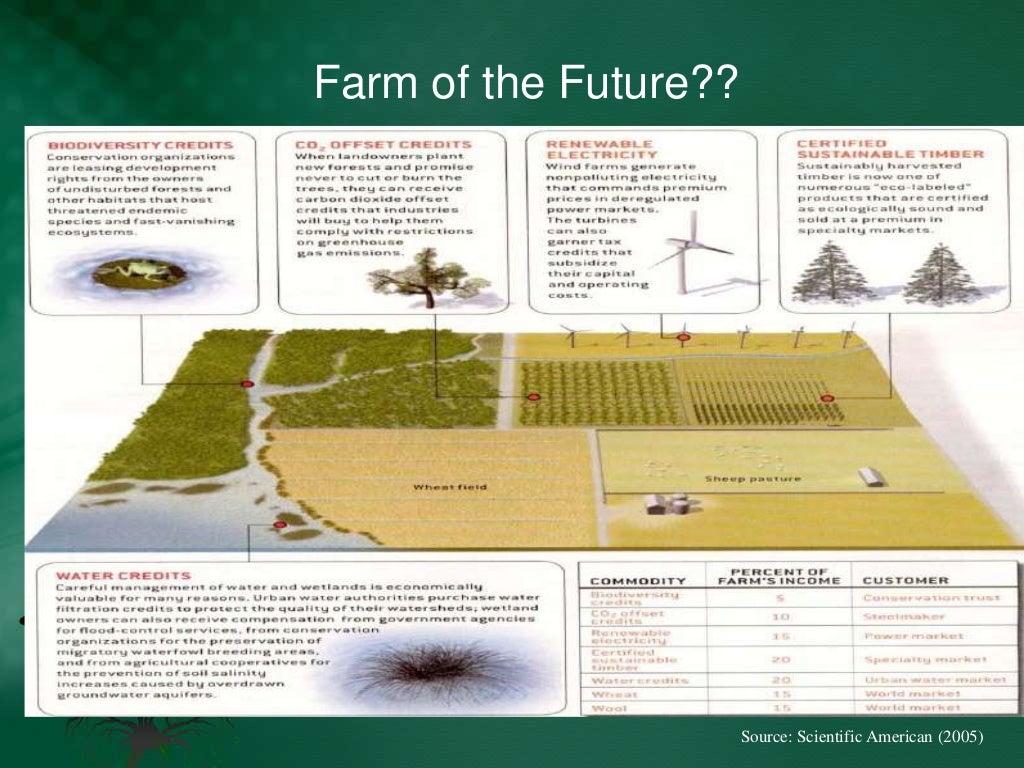 Farm of the Future??
BIODIVERSITY CREDITS
Conservation organizations
are leasing development
rights from the owners
of undisturbed forests and
other habitats that host
threatened endemic
species and fast-vanishing
ecosystems.
CO₂ OFFSET CREDITS
When landowners plant
new forests and promise
never to cut or burn the
trees, they can receive
carbon dioxide offset
credits that industries
will buy to help them
comply with restrictions
on greenhouse
gas emissions.
RENEWABLE
ELECTRICITY
Wind farms generate
nonpolluting electricity
that commands premium
prices in deregulated
power markets.
The turbines
can also
garner tax
credits that
subsidize
their capital
and operating
costs.
CERTIFIED
SUSTAINABLE TIMBER
Sustainably harvested
timber is now one of
numerous "eco-labeled"
products that are certified
as ecologically sound and
sold at a premium in
specialty markets.
Wheat field
Sheep pasture
WATER CREDITS
Careful management of water and wetlands is economically
valuable for many reasons. Urban water authorities purchase water
filtration credits to protect the quality of their watersheds; wetland
owners can also receive compensation from government agencies
for flood-control services, from conservation
organizations for the preservation of
migratory waterfowl breeding areas,
and from agricultural cooperatives for
the prevention of soil salinity
increases caused by overdrawn
groundwater aquifers.
COMMODITY PERCENT OF FARM'S INCOME CUSTOMER
Biodiversity credits 5 Conservation trust
CO₂ offset credits 10 Steelmaker
Renewable electricity 15 Power market
Certified sustainable timber 20 Specialty market
Water credits 20 Urban water market
Wheat 15 World market
Wool 15 World market
Source: Scientific American (2005)